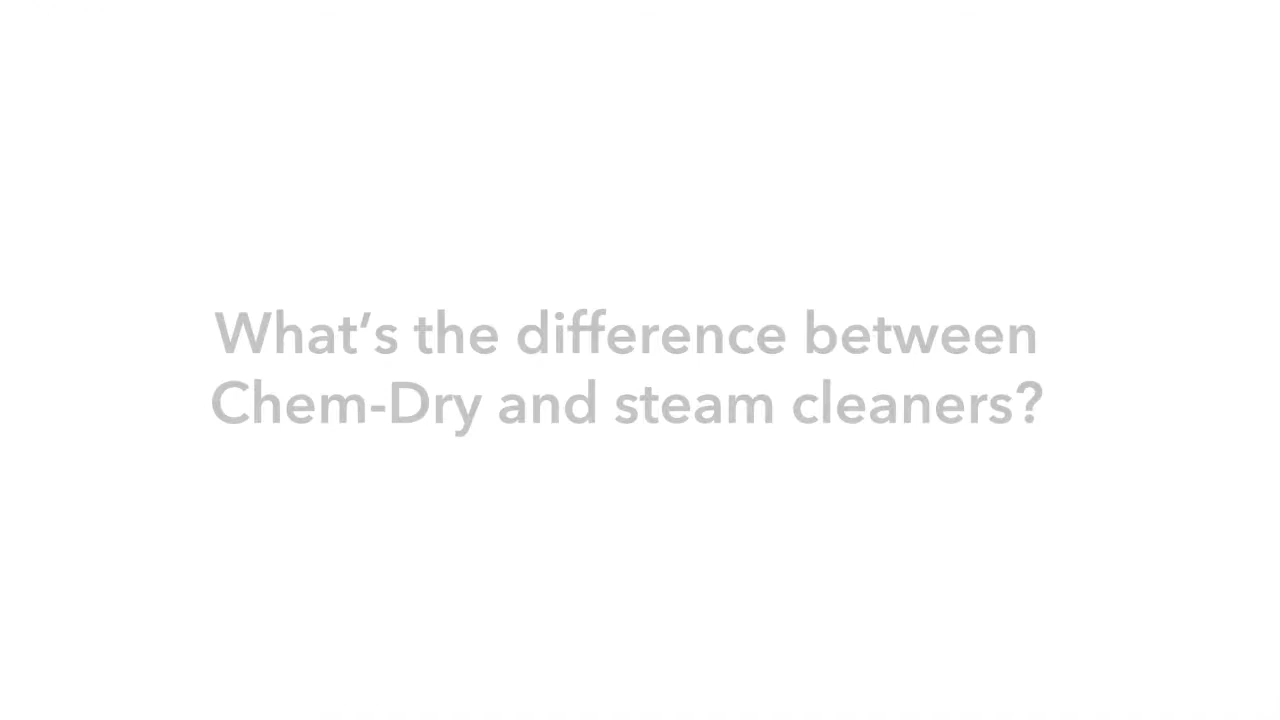 What’s the difference between
Chem-Dry and steam cleaners?